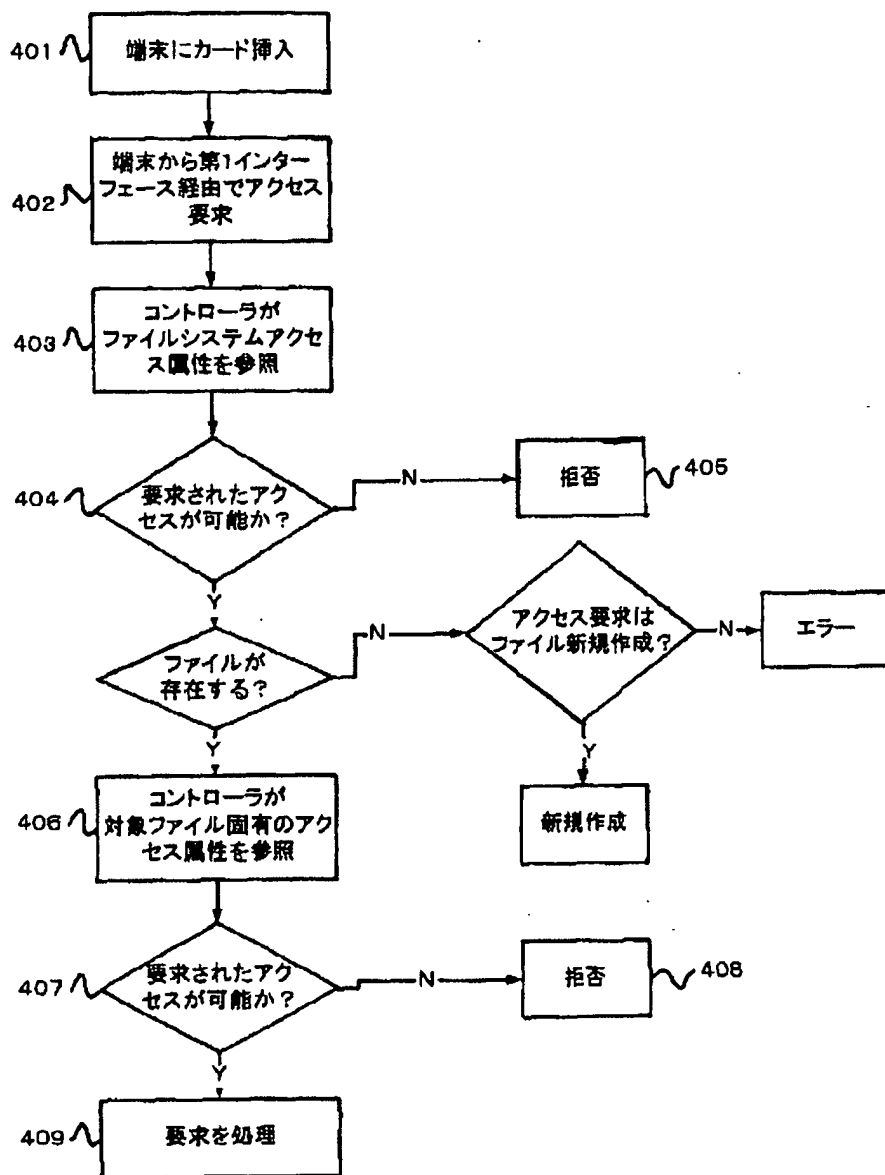 401
端末にカード挿入
402
端末から第1インター
フェース経由でアクセス
要求
403
コントローラが
ファイルシステムアクセ
ス属性を参照
404
要求されたアク
セスが可能か？
N
拒否
405
Y
ファイルが
存在する？
N
アクセス要求は
ファイル新規作成？
N
エラー
Y
Y
新規作成
406
コントローラが
対象ファイル固有のアク
セス属性を参照
407
要求されたアク
セスが可能か？
N
拒否
408
Y
409
要求を処理